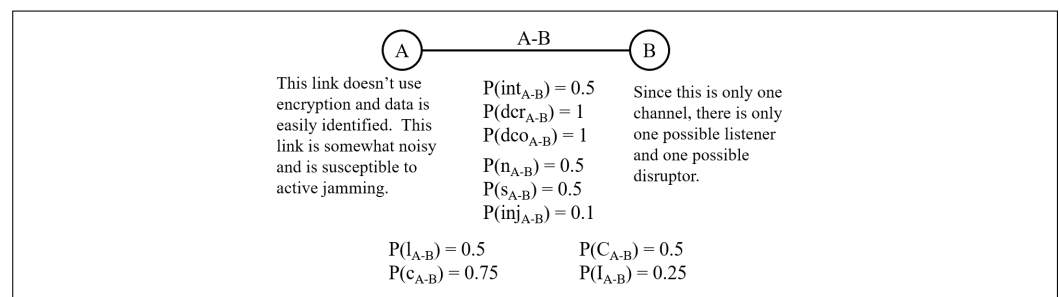 A-B
A
B
This link doesn't use
encryption and data is
easily identified. This
link is somewhat noisy
and is susceptible to
active jamming.
P(int_A-B) = 0.5
P(dcr_A-B) = 1
P(dco_A-B) = 1
P(n_A-B) = 0.5
P(s_A-B) = 0.5
P(inj_A-B) = 0.1
Since this is only one
channel, there is only
one possible listener
and one possible
disruptor.
P(l_A-B) = 0.5
P(C_A-B) = 0.5
P(c_A-B) = 0.75
P(I_A-B) = 0.25